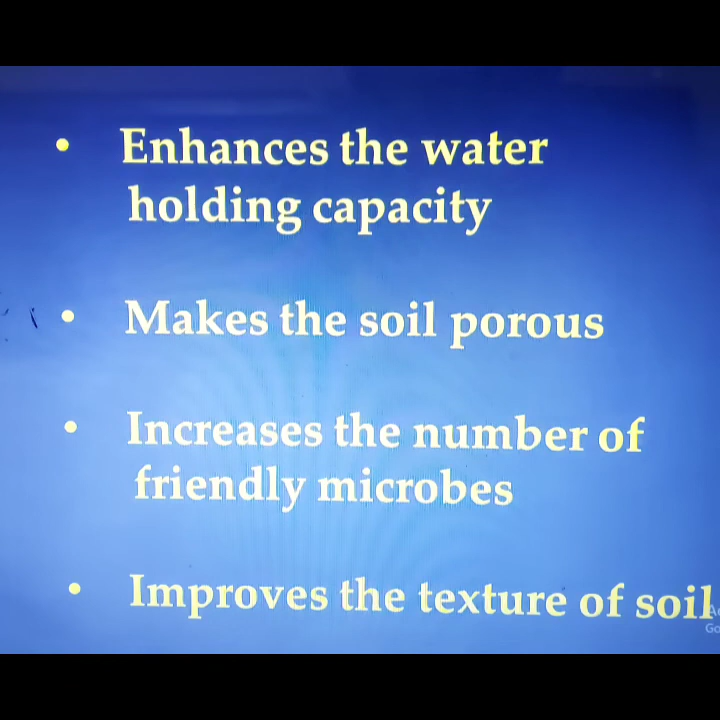 • Enhances the water
holding capacity
• Makes the soil porous
• Increases the number of
friendly microbes
• Improves the texture of soil